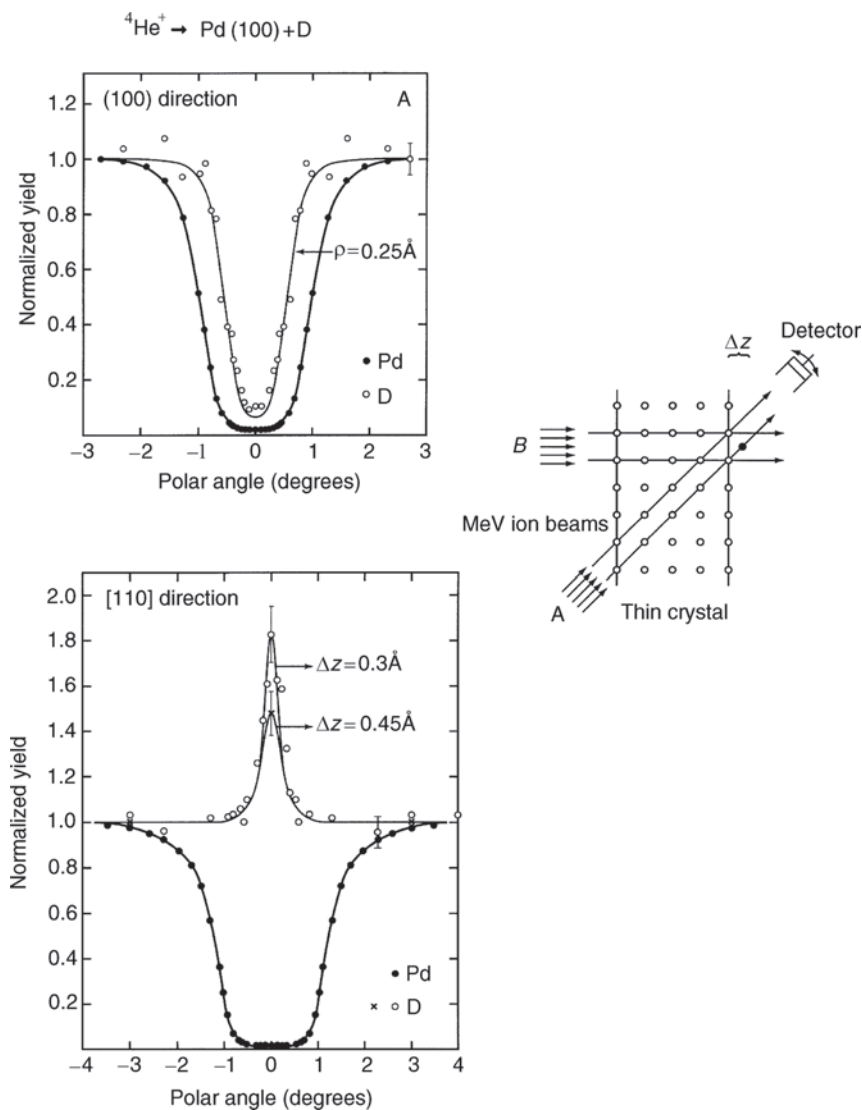 ⁴He⁺ → Pd (100) + D
(100) direction
A
1.2
1.0
0.8
0.6
0.4
0.2
Normalized yield
ρ=0.25Å
Pd
D
−3
−2
−1
0
1
2
3
Polar angle (degrees)
Δz
Detector
B
MeV ion beams
A
Thin crystal
[110] direction
2.0
1.8
1.6
1.4
1.2
1.0
0.8
0.6
0.4
0.2
Normalized yield
Δz=0.3Å
Δz=0.45Å
Pd
D
−4
−3
−2
−1
0
1
2
3
4
Polar angle (degrees)